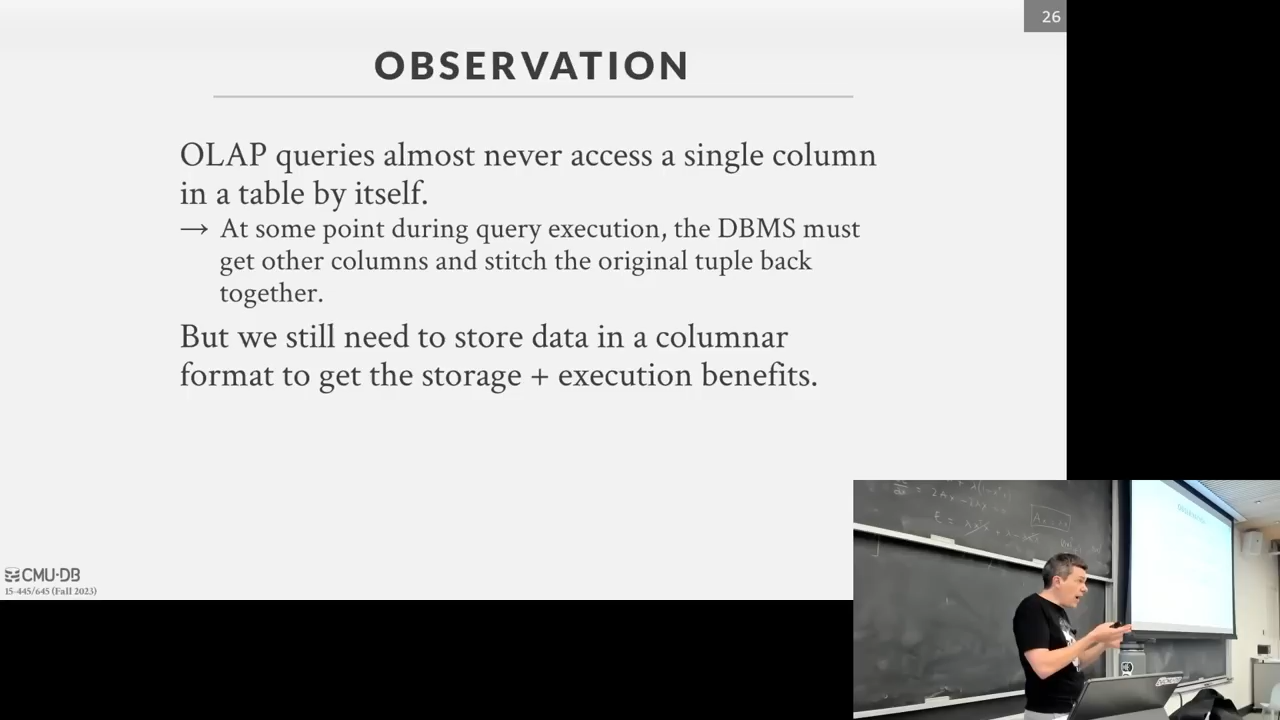 26
OBSERVATION
OLAP queries almost never access a single column
in a table by itself.
→ At some point during query execution, the DBMS must
get other columns and stitch the original tuple back
together.
But we still need to store data in a columnar
format to get the storage + execution benefits.
CMU·DB
15-445/645 (Fall 2023)
OBSERVATION